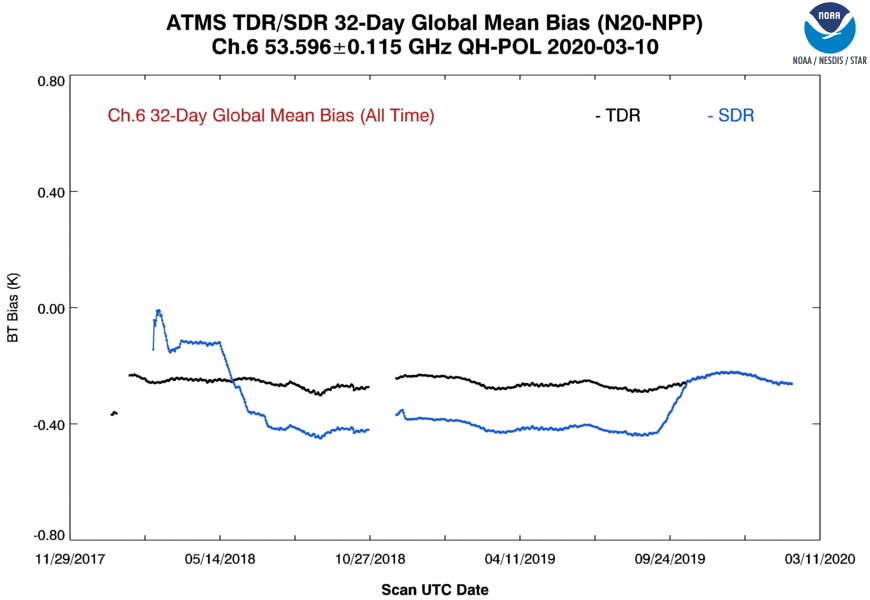 ATMS TDR/SDR 32-Day Global Mean Bias (N20-NPP)
Ch.6 53.596±0.115 GHz QH-POL 2020-03-10
NOAA
NOAA / NESDIS / STAR
Ch.6 32-Day Global Mean Bias (All Time)
- TDR
- SDR
0.80
0.40
0.00
-0.40
-0.80
BT Bias (K)
11/29/2017
05/14/2018
10/27/2018
04/11/2019
09/24/2019
03/11/2020
Scan UTC Date